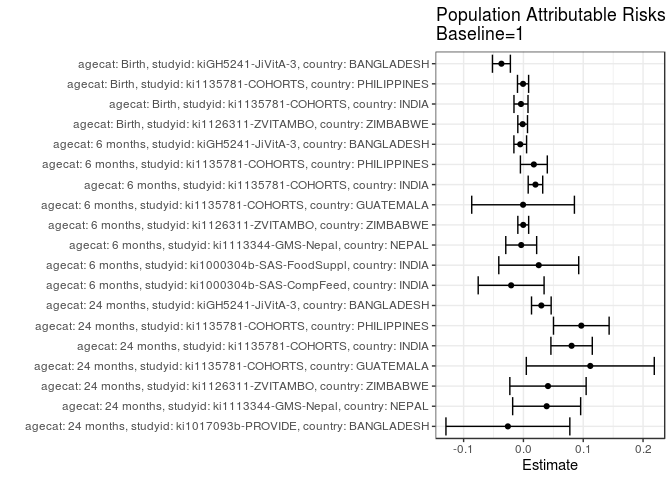 Population Attributable Risks
Baseline=1
agecat: Birth, studyid: kiGH5241-JiVitA-3, country: BANGLADESH
agecat: Birth, studyid: ki1135781-COHORTS, country: PHILIPPINES
agecat: Birth, studyid: ki1135781-COHORTS, country: INDIA
agecat: Birth, studyid: ki1126311-ZVITAMBO, country: ZIMBABWE
agecat: 6 months, studyid: kiGH5241-JiVitA-3, country: BANGLADESH
agecat: 6 months, studyid: ki1135781-COHORTS, country: PHILIPPINES
agecat: 6 months, studyid: ki1135781-COHORTS, country: INDIA
agecat: 6 months, studyid: ki1135781-COHORTS, country: GUATEMALA
agecat: 6 months, studyid: ki1126311-ZVITAMBO, country: ZIMBABWE
agecat: 6 months, studyid: ki1113344-GMS-Nepal, country: NEPAL
agecat: 6 months, studyid: ki1000304b-SAS-FoodSuppl, country: INDIA
agecat: 6 months, studyid: ki1000304b-SAS-CompFeed, country: INDIA
agecat: 24 months, studyid: kiGH5241-JiVitA-3, country: BANGLADESH
agecat: 24 months, studyid: ki1135781-COHORTS, country: PHILIPPINES
agecat: 24 months, studyid: ki1135781-COHORTS, country: INDIA
agecat: 24 months, studyid: ki1135781-COHORTS, country: GUATEMALA
agecat: 24 months, studyid: ki1126311-ZVITAMBO, country: ZIMBABWE
agecat: 24 months, studyid: ki1113344-GMS-Nepal, country: NEPAL
agecat: 24 months, studyid: ki1017093b-PROVIDE, country: BANGLADESH
-0.1 0.0 0.1 0.2
Estimate